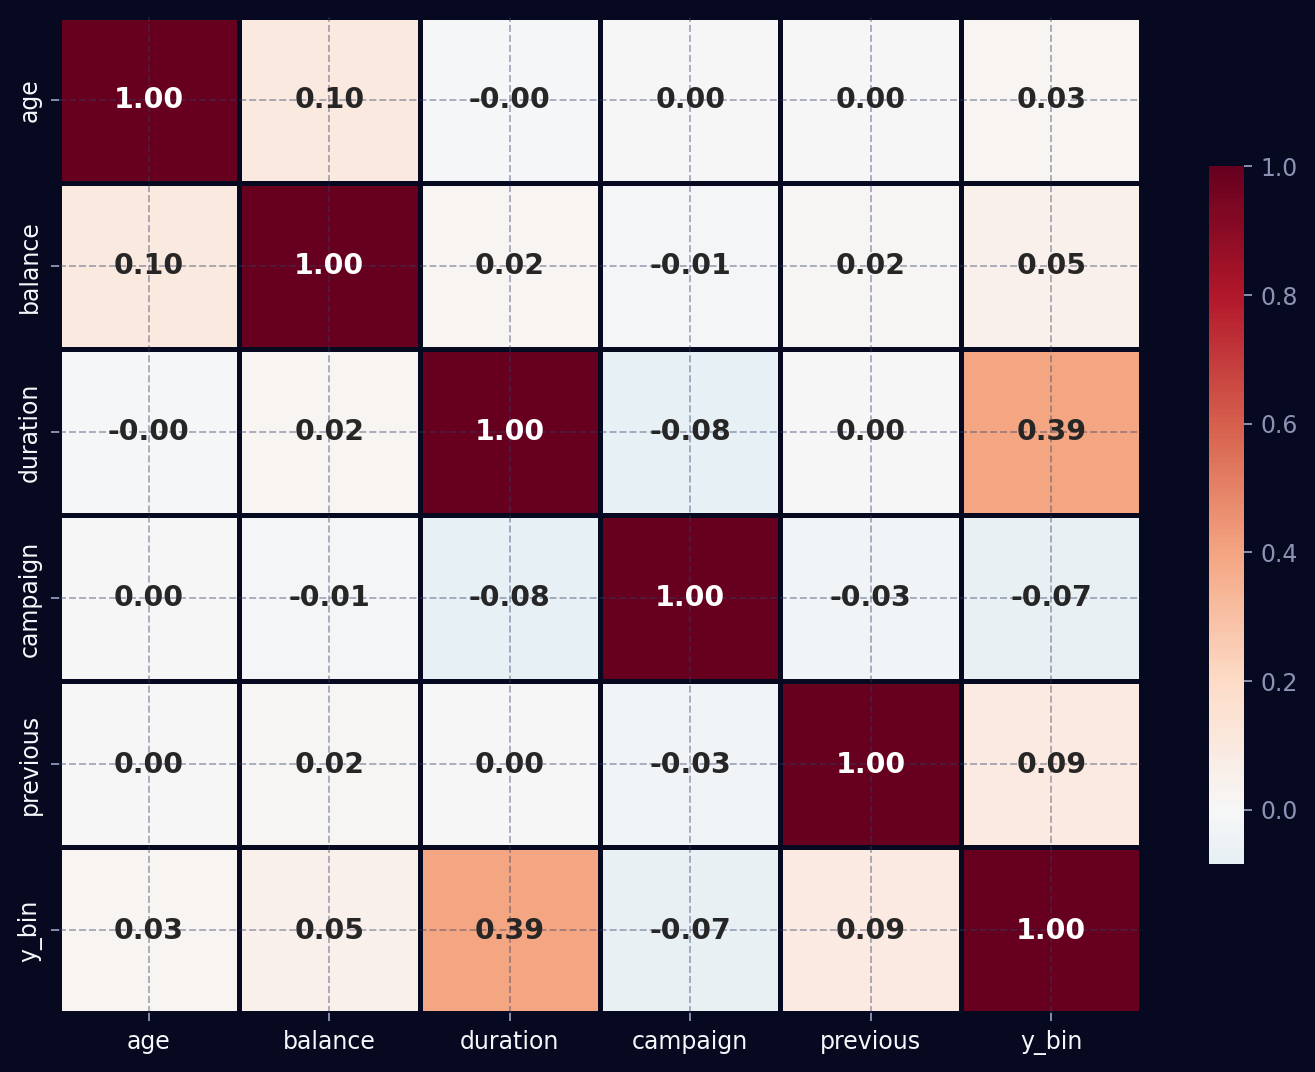 age 1.00 0.10 -0.00 0.00 0.00 0.03
balance 0.10 1.00 0.02 -0.01 0.02 0.05
duration -0.00 0.02 1.00 -0.08 0.00 0.39
campaign 0.00 -0.01 -0.08 1.00 -0.03 -0.07
previous 0.00 0.02 0.00 -0.03 1.00 0.09
y_bin 0.03 0.05 0.39 -0.07 0.09 1.00
age balance duration campaign previous y_bin
1.0
0.8
0.6
0.4
0.2
0.0